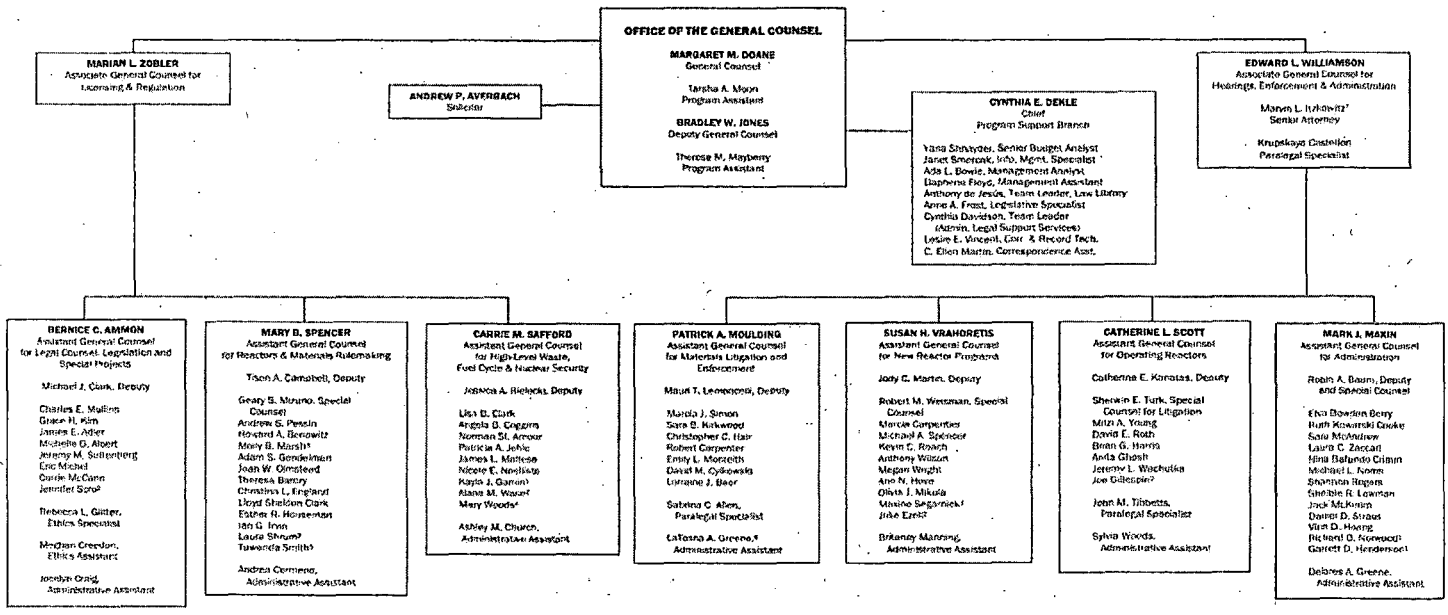 OFFICE OF THE GENERAL COUNSEL
MARGARET M. DOANE
General Counsel
Tarsha A. Moon
Program Assistant
BRADLEY W. JONES
Deputy General Counsel
Therese M. Mayberry
Program Assistant
MARIAN L. ZOBLER
Associate General Counsel for
Licensing & Regulation
ANDREW P. AVERBACH
Solicitor
CYNTHIA E. DEKLE
Chief
Program Support Branch
Yana Shnayder, Senior Budget Analyst
Janet Smercak, Info. Mgmt. Specialist
Ada L. Bowie, Management Analyst
Daphene Floyd, Management Assistant
Anthony de Jesús, Team Leader, Law Library
Anne A. Frost, Legislative Specialist
Cynthia Davidson, Team Leader
(Admin. Legal Support Services)
Leslie E. Vincent, Corr. & Record Tech.
C. Ellen Martin, Correspondence Asst.
EDWARD L. WILLIAMSON
Associate General Counsel for
Hearings, Enforcement & Administration
Marvin L. Itzkowitz
Senior Attorney
Krupskaya Castellon
Paralegal Specialist
BERNICE C. AMMON
Assistant General Counsel
for Legal Counsel, Legislation and
Special Projects
Michael J. Clark, Deputy
Charles E. Mullins
Grace H. Kim
James E. Adler
Michelle G. Albert
Jeremy M. Suttenberg
Eric Michel
Carrie McCann
Jennifer
Rebecca L. Giitter,
Ethics Specialist
Meghan Creedon,
Ethics Assistant
Jocelyn Craig,
Administrative Assistant
MARY B. SPENCER
Assistant General Counsel
for Reactors & Materials Rulemaking
Tison A. Campbell, Deputy
Geary S. Mizuno, Special
Counsel
Andrew S. Pessin
Howard A. Benowitz
Molly B. Marsh
Adam S. Gendelman
Joan W. Olmstead
Theresa Barczy
Christina L. England
Lloyd Sheldon Clark
Esther R. Houseman
Ian G.
Laura Shrum
Tuwanda Smith
Andrea
Administrative Assistant
CARRIE M. SAFFORD
Assistant General Counsel
for High-Level Waste,
Fuel Cycle & Nuclear Security
Jessica A. Bielecki, Deputy
Lisa B. Clark
Angela B. Coggins
Norman St. Amour
Patricia A. Jehle
James L. Maltese
Nicole E.
Kayla J. Gamin
Alana M. Wase
Mary Woods
Ashley M. Church,
Administrative Assistant
PATRICK A. MOULDING
Assistant General Counsel
for Materials Litigation and
Enforcement
Mauri T. Lemoncelli, Deputy
Marcia J. Simon
Sara B. Kirkwood
Christopher C. Hair
Robert Carpenter
Emily L. Monteith
David M. Cylkowski
Lorraine J. Baer
Sabrina C. Allen,
Paralegal Specialist
LaTasha A. Greene,
Administrative Assistant
SUSAN H. VRAHORETIS
Assistant General Counsel
for New Reactor Programs
Jody C. Martin, Deputy
Robert M. Weisman, Special
Counsel
Marcia Carpentier
Michael A. Spencer
Kevin C. Roach
Anthony Wilson
Megan Wright
Ann N. Hove
Olivia J. Mikula
Maxine Segarnick
Julie Ezell
Britaney Manning,
Administrative Assistant
CATHERINE L. SCOTT
Assistant General Counsel
for Operating Reactors
Catherine E. Kanatas, Deputy
Sherwin E. Turk, Special
Counsel for Litigation
Mitzi A. Young
David E. Roth
Brian G. Harris
Anita Ghosh
Jeremy L. Wachutka
Joe Gillespie
John M. Tibbetts,
Paralegal Specialist
Sylvia Woods,
Administrative Assistant
MARK J. MAXIN
Assistant General Counsel
for Administration
Robin A. Baum, Deputy
and Special Counsel
Elva Bowden Berry
Ruth Kowarski Cooke
Sara McAndrew
Laura C. Zaccari
Nina Bafundo Crimm
Michael L. Norris
Shannon Rogers
Sheible R. Lowman
Jack McKimm
Daniel D. Straus
Vinh D. Hoang
Richard D. Norwood
Garrett D. Henderson
Delores A. Greene,
Administrative Assistant